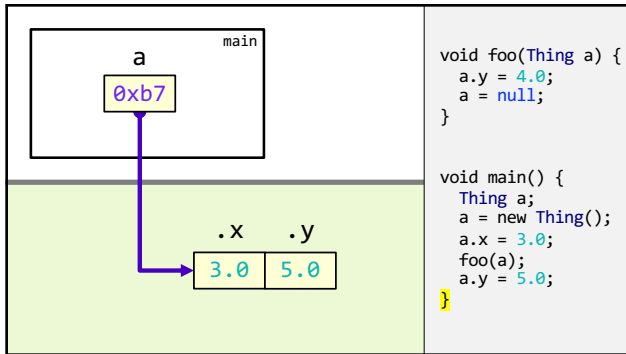 main
a
0xb7
.x .y
3.0 5.0
void foo(Thing a) {
  a.y = 4.0;
  a = null;
}
void main() {
  Thing a;
  a = new Thing();
  a.x = 3.0;
  foo(a);
  a.y = 5.0;
}